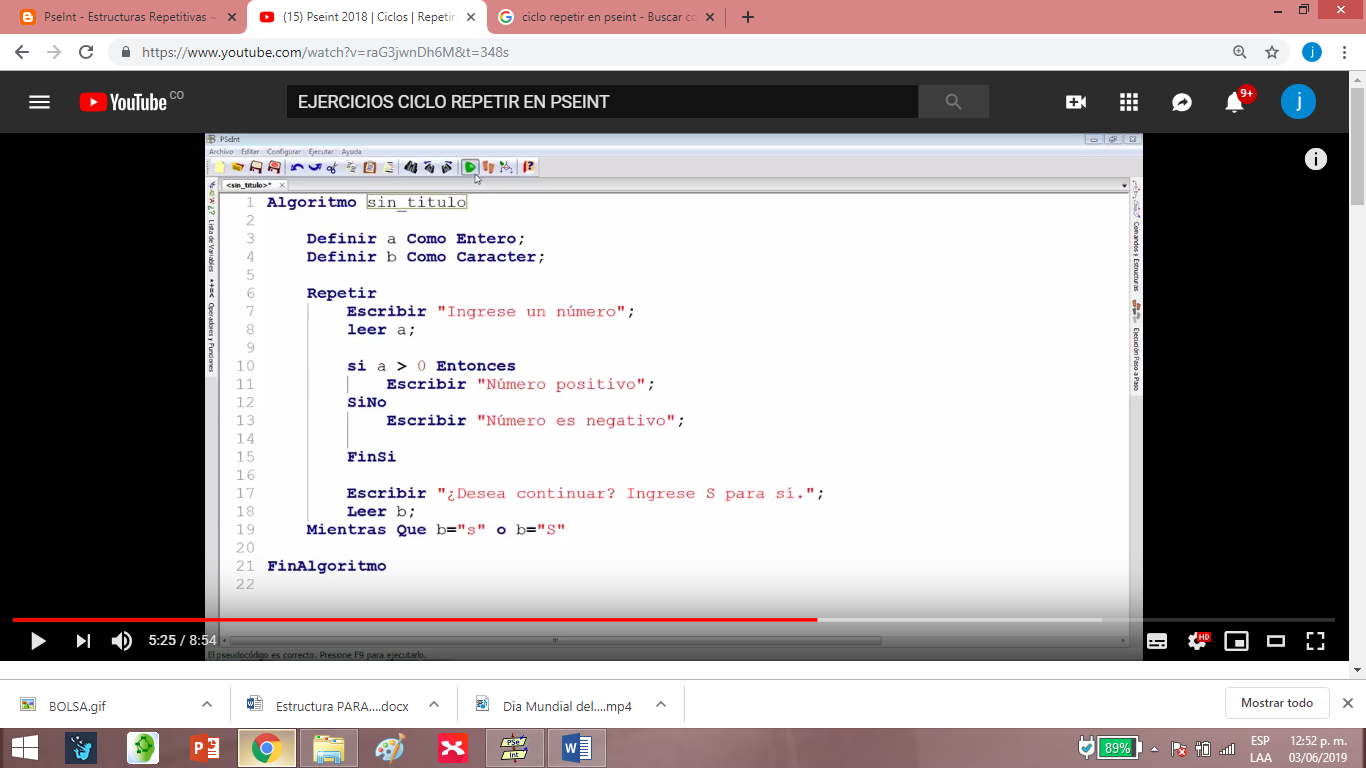 PseInt - Estructuras Repetitivas
(15) Pseint 2018 | Ciclos | Repetir
ciclo repetir en pseint - Buscar co
https://www.youtube.com/watch?v=raG3jwnDh6M&t=348s
j
YouTube CO
EJERCICIOS CICLO REPETIR EN PSEINT
9+
j
PSeInt
Archivo Editar Configurar Ejecutar Ayuda
<sin_titulo>*
1 Algoritmo sin_titulo
2
3 Definir a Como Entero;
4 Definir b Como Caracter;
5
6 Repetir
7 Escribir "Ingrese un número";
8 leer a;
9
10 si a > 0 Entonces
11 Escribir "Número positivo";
12 SiNo
13 Escribir "Número es negativo";
14
15 FinSi
16
17 Escribir "¿Desea continuar? Ingrese S para sí.";
18 Leer b;
19 Mientras Que b="s" o b="S"
20
21 FinAlgoritmo
22
Lista de Variables
Operadores y Funciones
Comandos y Estructuras
Ejecución Paso a Paso
5:25 / 8:54
HD
El pseudocódigo es correcto. Presione F9 para ejecutarlo.
BOLSA.gif
Estructura PARA....docx
Dia Mundial del....mp4
Mostrar todo
PSe
Int
89%
ESP
LAA
12:52 p. m.
03/06/2019